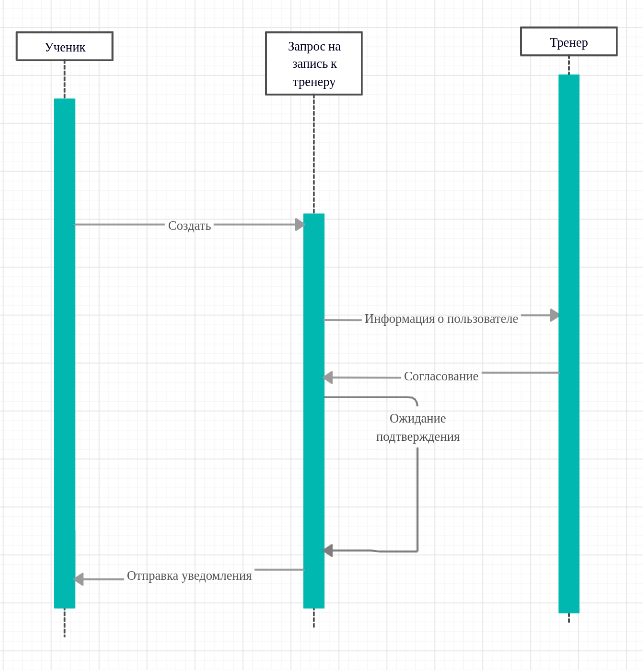 Ученик
Запрос на
запись к
тренеру
Тренер
Создать
Информация о пользователе
Согласование
Ожидание
подтверждения
Отправка уведомления